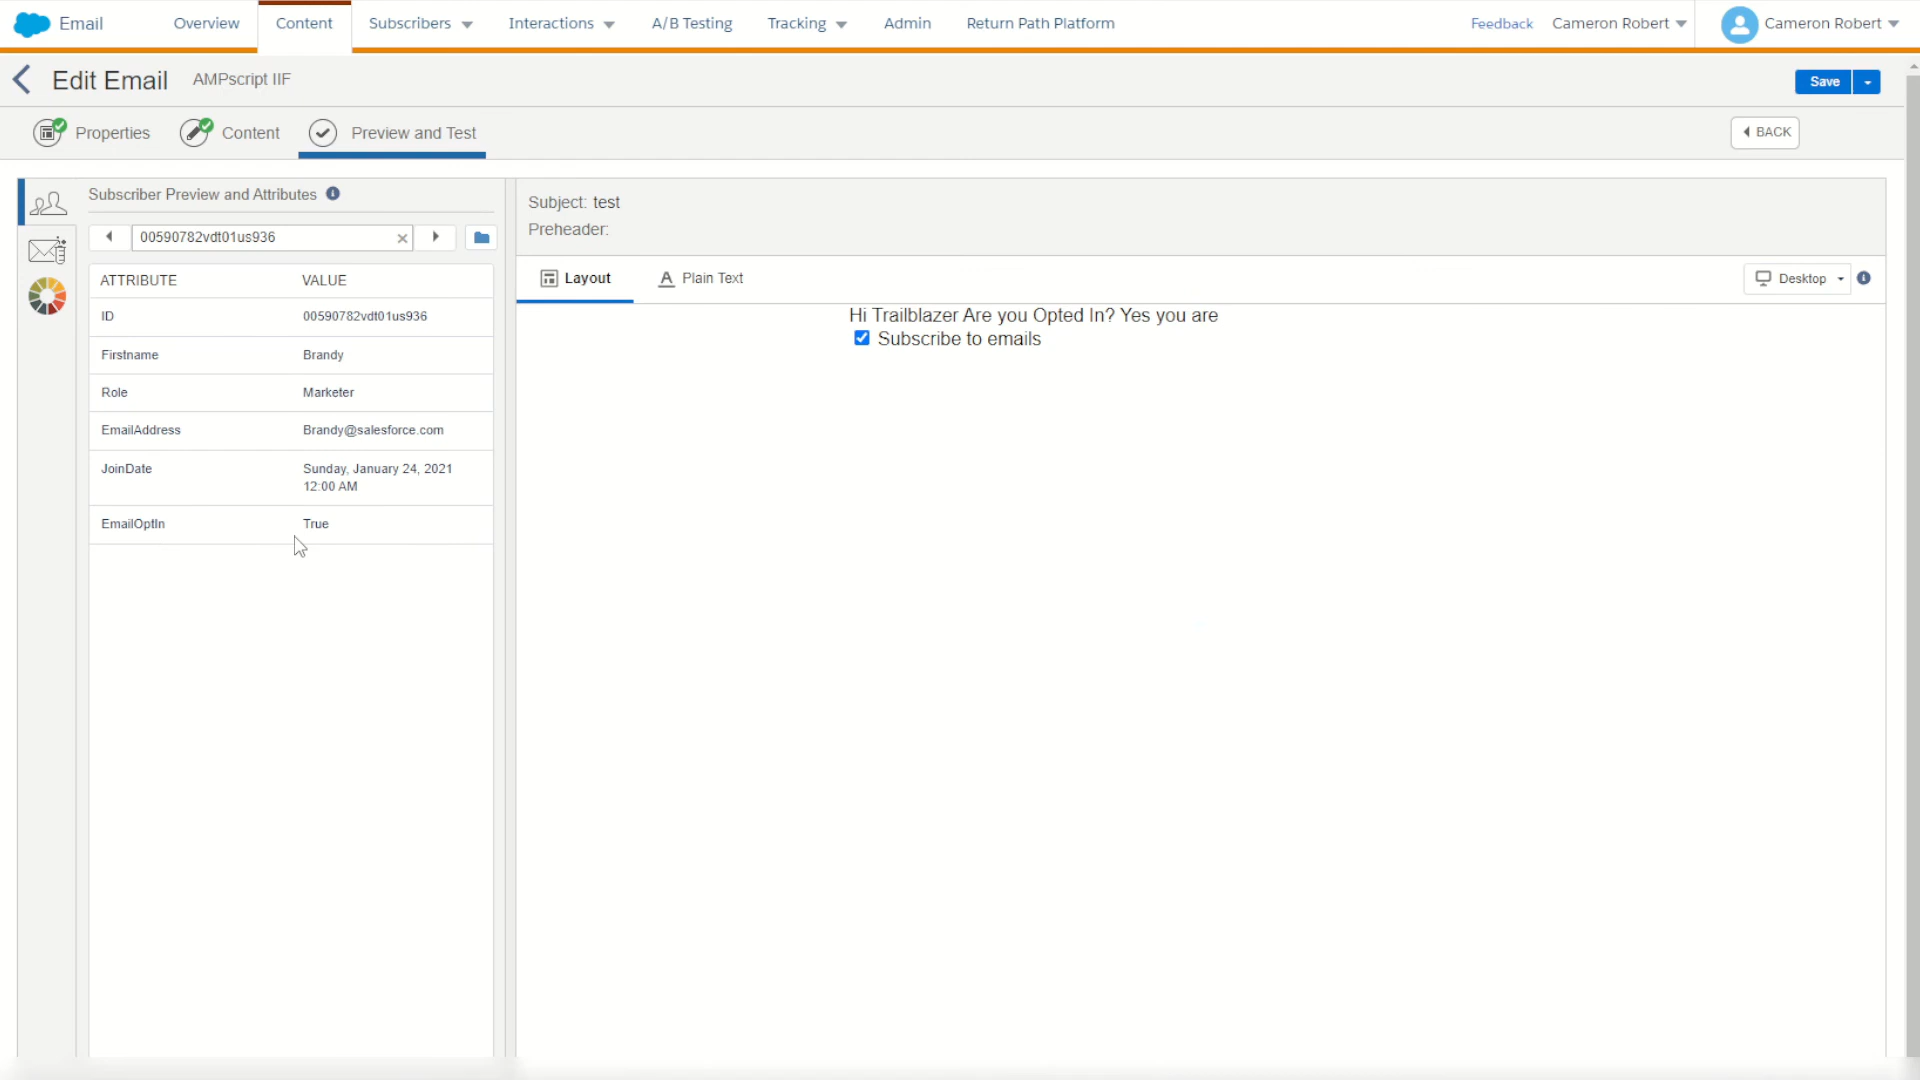 Email
Overview
Content
Subscribers
Interactions
A/B Testing
Tracking
Admin
Return Path Platform
Feedback
Cameron Robert
Cameron Robert
Edit Email
AMPscript IIF
Save
Properties
Content
Preview and Test
BACK
Subscriber Preview and Attributes
00590782vdt01us936
ATTRIBUTE VALUE
ID 00590782vdt01us936
Firstname Brandy
Role Marketer
EmailAddress Brandy@salesforce.com
JoinDate Sunday, January 24, 2021
12:00 AM
EmailOptIn True
Subject: test
Preheader:
Layout
Plain Text
Desktop
Hi Trailblazer Are you Opted In? Yes you are
Subscribe to emails